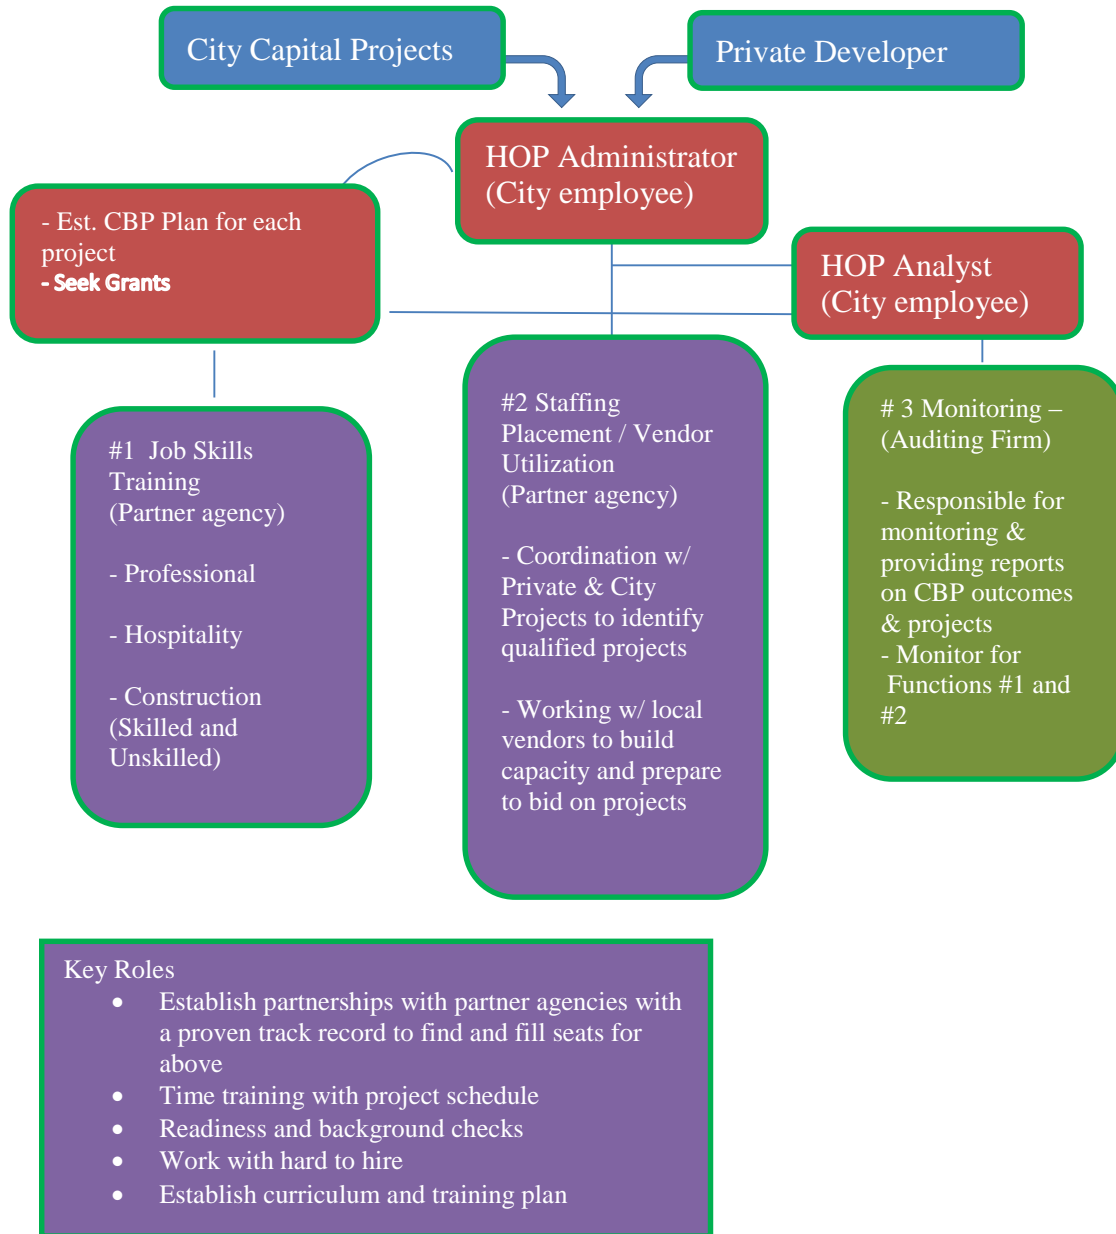 City Capital Projects
Private Developer
HOP Administrator
(City employee)
- Est. CBP Plan for each
project
- Seek Grants
HOP Analyst
(City employee)
#1  Job Skills
Training
(Partner agency)
- Professional
- Hospitality
- Construction
(Skilled and
Unskilled)
#2 Staffing
Placement / Vendor
Utilization
(Partner agency)
- Coordination w/
Private & City
Projects to identify
qualified projects
- Working w/ local
vendors to build
capacity and prepare
to bid on projects
# 3 Monitoring –
(Auditing Firm)
- Responsible for
monitoring &
providing reports
on CBP outcomes
& projects
- Monitor for
Functions #1 and
#2
Key Roles
• Establish partnerships with partner agencies with
a proven track record to find and fill seats for
above
• Time training with project schedule
• Readiness and background checks
• Work with hard to hire
• Establish curriculum and training plan